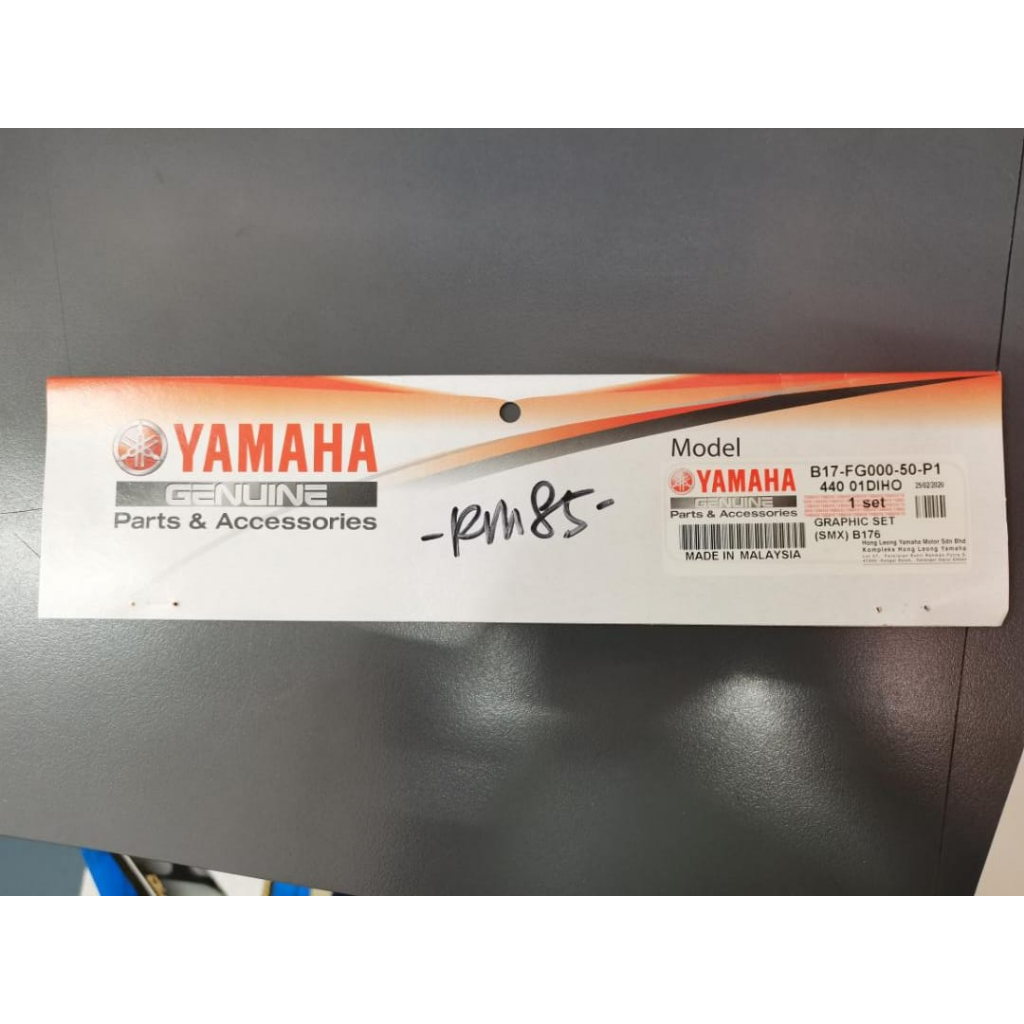 YAMAHA
GENUINE
Parts & Accessories
-RM85-
Model
YAMAHA
GENUINE
Parts & Accessories
MADE IN MALAYSIA
B17-FG000-50-P1
440 01DIHO 25/02/2020
1 set
GRAPHIC SET
(SMX) B176
Hong Leong Yamaha Motor Sdn Bhd
Kompleks Hong Leong Yamaha